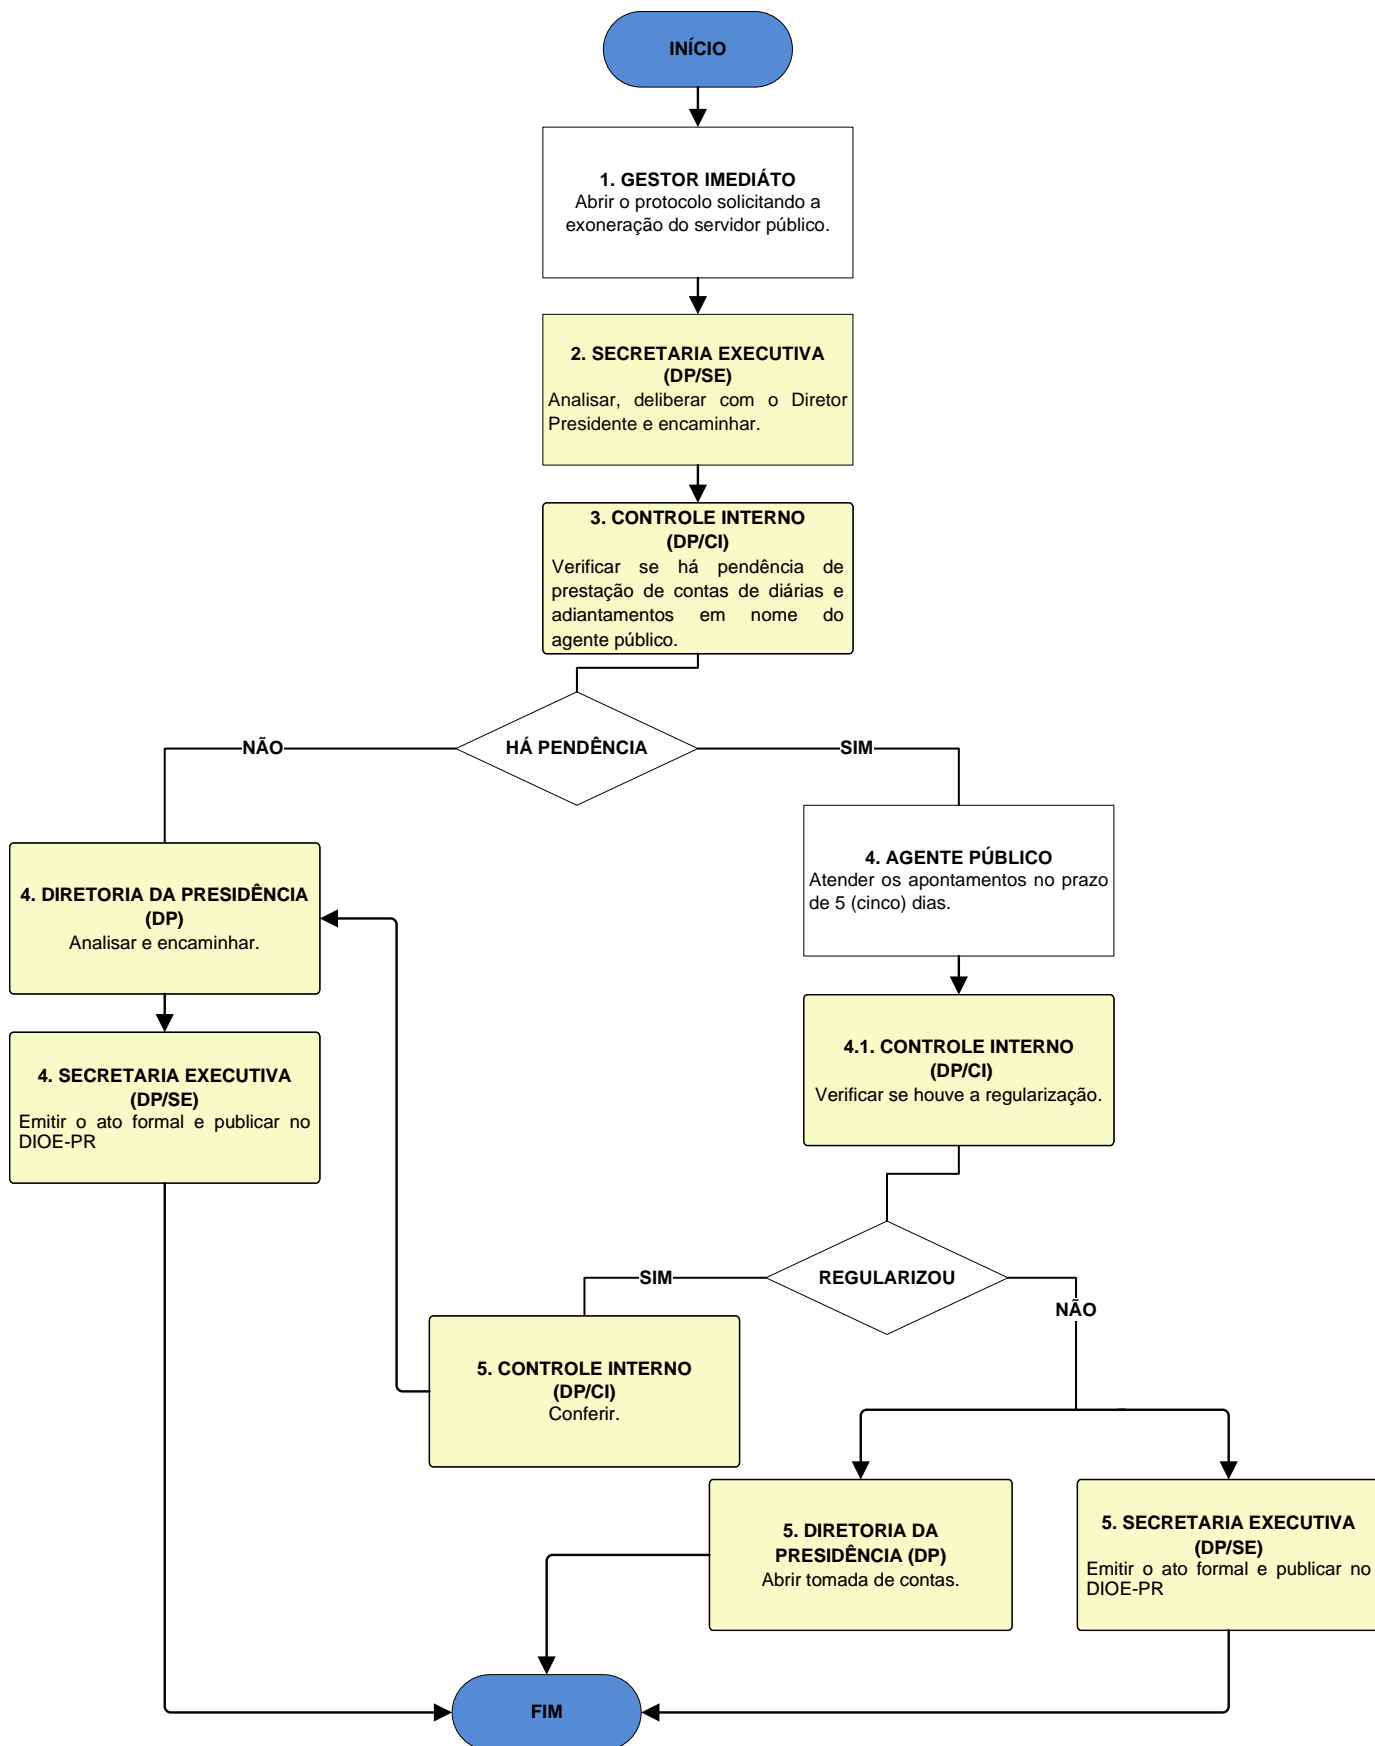 INÍCIO
1. GESTOR IMEDIÁTO
Abrir o protocolo solicitando a
exoneração do servidor público.
2. SECRETARIA EXECUTIVA
(DP/SE)
Analisar, deliberar com o Diretor
Presidente e encaminhar.
3. CONTROLE INTERNO
(DP/CI)
Verificar se há pendência de
prestação de contas de diárias e
adiantamentos em nome do
agente público.
HÁ PENDÊNCIA
NÃO
SIM
4. DIRETORIA DA PRESIDÊNCIA
(DP)
Analisar e encaminhar.
4. AGENTE PÚBLICO
Atender os apontamentos no prazo
de 5 (cinco) dias.
4. SECRETARIA EXECUTIVA
(DP/SE)
Emitir o ato formal e publicar no
DIOE-PR
4.1. CONTROLE INTERNO
(DP/CI)
Verificar se houve a regularização.
REGULARIZOU
SIM
NÃO
5. CONTROLE INTERNO
(DP/CI)
Conferir.
5. DIRETORIA DA
PRESIDÊNCIA (DP)
Abrir tomada de contas.
5. SECRETARIA EXECUTIVA
(DP/SE)
Emitir o ato formal e publicar no
DIOE-PR
FIM